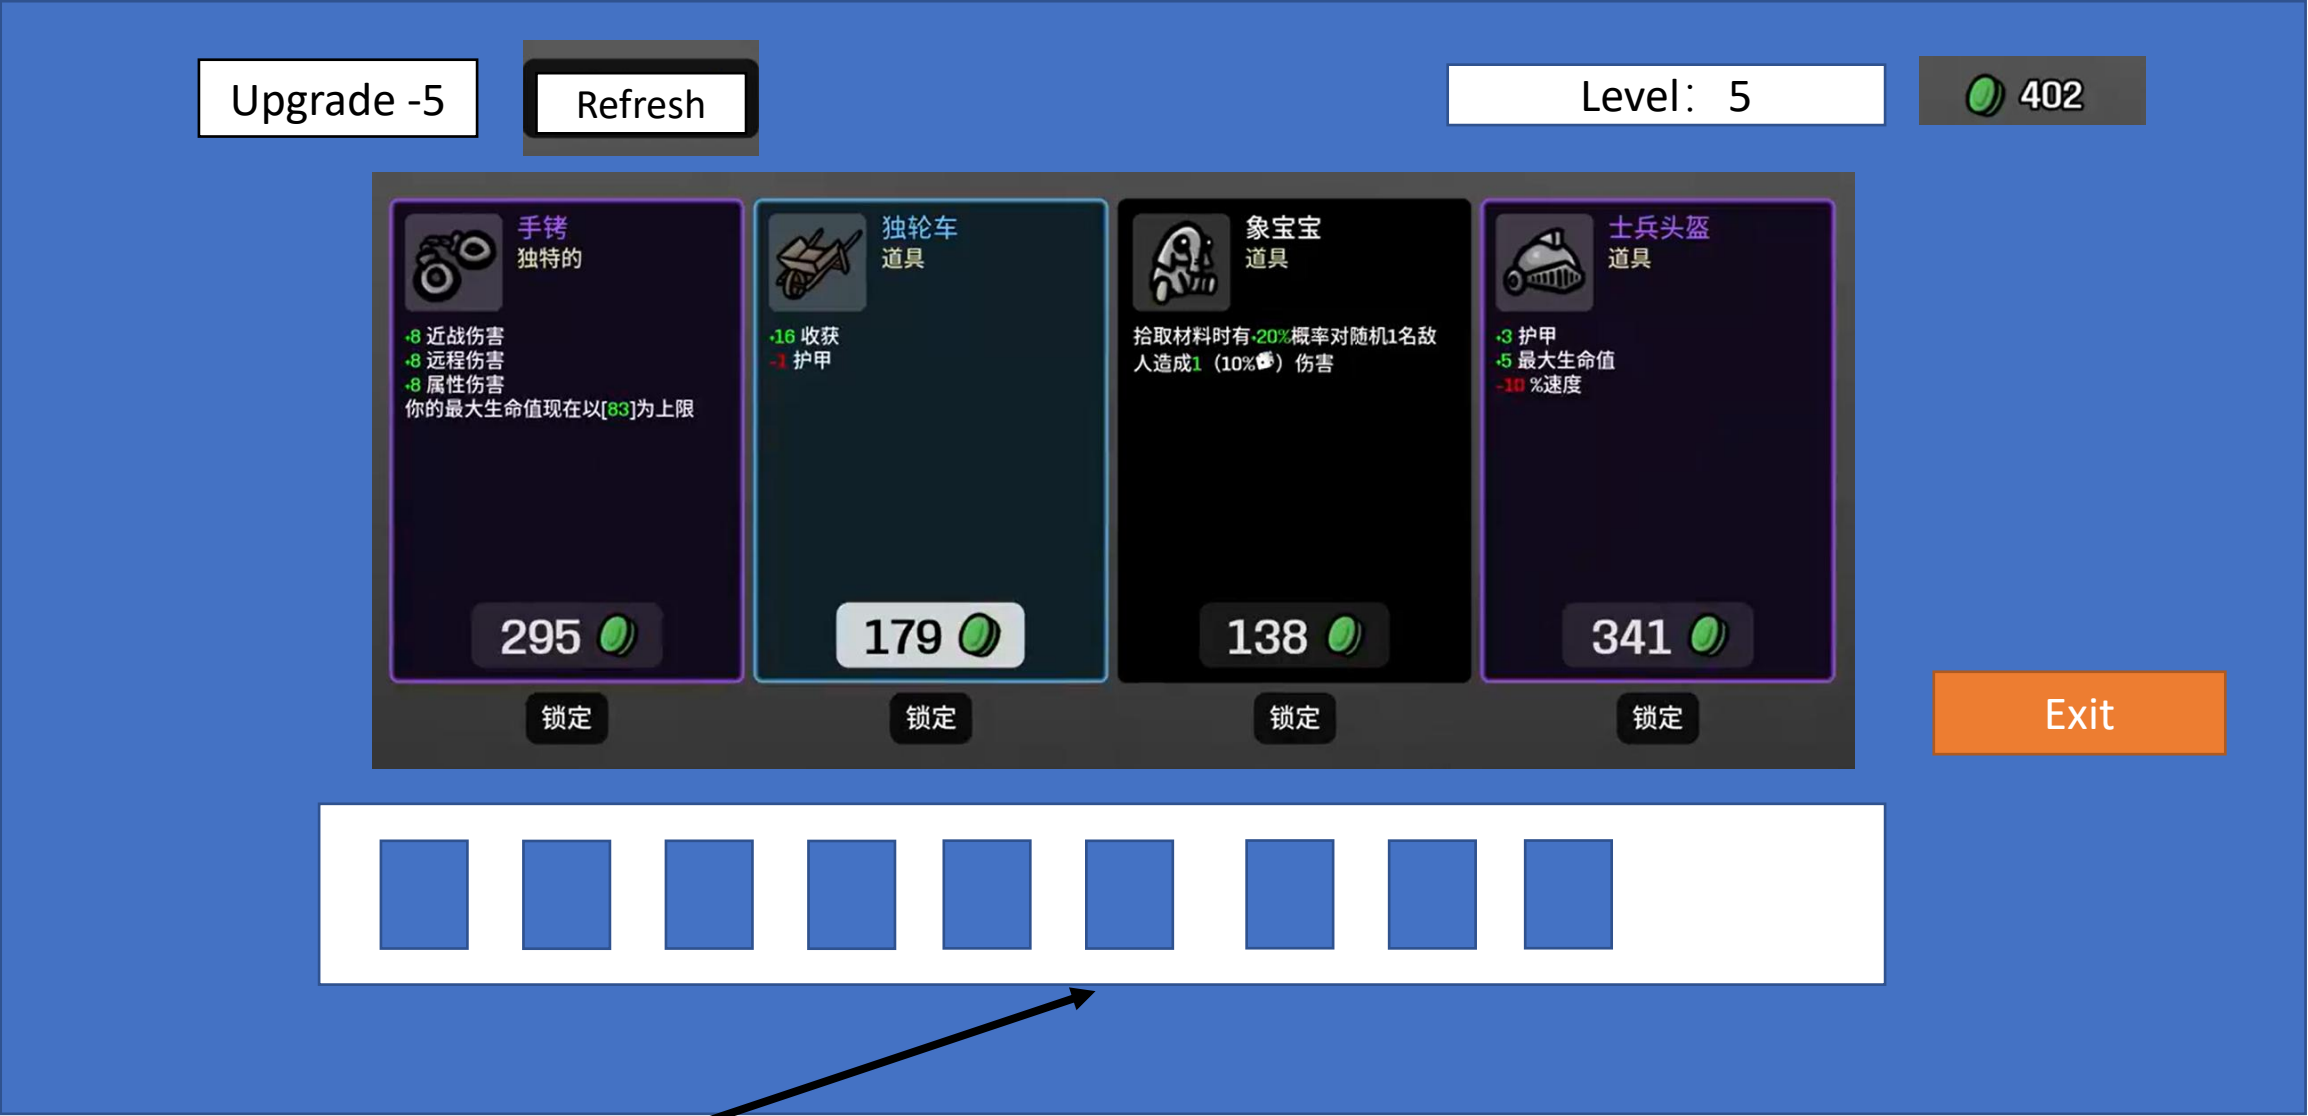 Upgrade -5
Refresh
Level： 5
402
手铐
独特的
+8 近战伤害
+8 远程伤害
+8 属性伤害
你的最大生命值现在以[83]为上限
295
锁定
独轮车
道具
+16 收获
-1 护甲
179
锁定
象宝宝
道具
拾取材料时有+20%概率对随机1名敌
人造成1（10%）伤害
138
锁定
士兵头盔
道具
+3 护甲
+5 最大生命值
-10 %速度
341
锁定
Exit